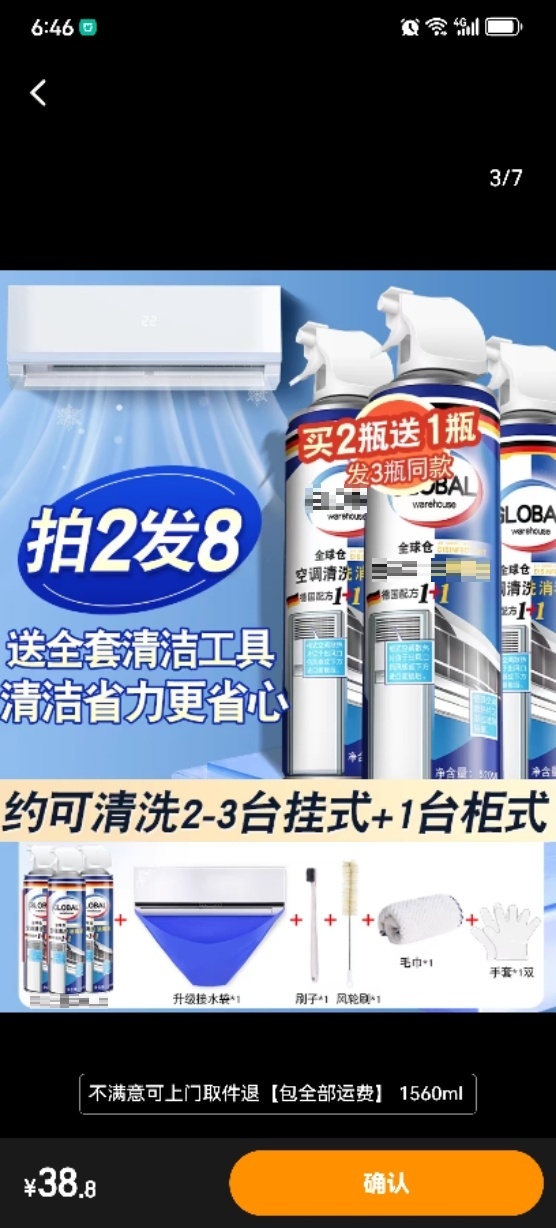 6:46
4G
3/7
22
买2瓶送1瓶
发3瓶同款
拍2发8
送全套清洁工具
清洁省力更省心
GLOBAL
warehouse
全球仓
空调清洗
德国配方 1+1
约可清洗2-3台挂式+1台柜式
+ + + + +
升级接水袋*1
刷子*1
风轮刷*1
毛巾*1
手套*1双
不满意可上门取件退【包全部运费】 1560ml
¥38.8
确认